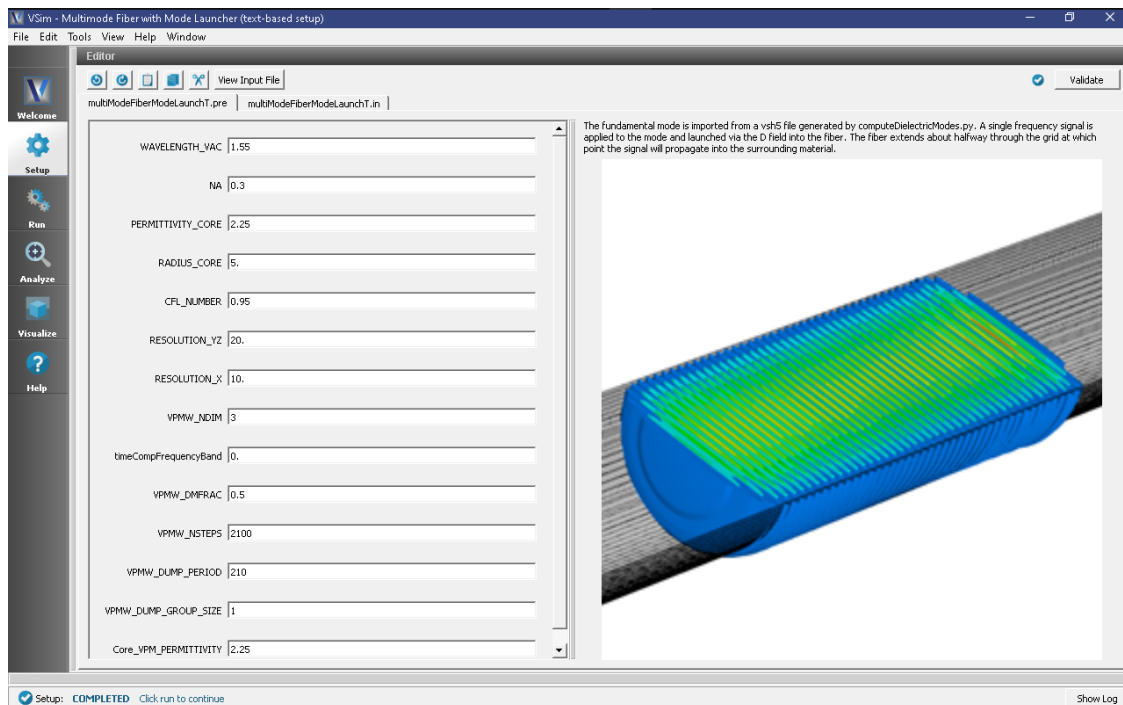 VSim - Multimode Fiber with Mode Launcher (text-based setup)
File Edit Tools View Help Window
Editor
View Input File
Validate
multiModeFiberModeLaunchT.pre
multiModeFiberModeLaunchT.in
Welcome
Setup
Run
Analyze
Visualize
Help
WAVELENGTH_VAC 1.55
NA 0.3
PERMITTIVITY_CORE 2.25
RADIUS_CORE 5.
CFL_NUMBER 0.95
RESOLUTION_YZ 20.
RESOLUTION_X 10.
VPMW_NDIM 3
timeCompFrequencyBand 0.
VPMW_DMFRAC 0.5
VPMW_NSTEPS 2100
VPMW_DUMP_PERIOD 210
VPMW_DUMP_GROUP_SIZE 1
Core_VPM_PERMITTIVITY 2.25
The fundamental mode is imported from a vsh5 file generated by computeDielectricModes.py. A single frequency signal is
applied to the mode and launched via the D field into the fiber. The fiber extends about halfway through the grid at which
point the signal will propagate into the surrounding material.
Setup: COMPLETED Click run to continue
Show Log